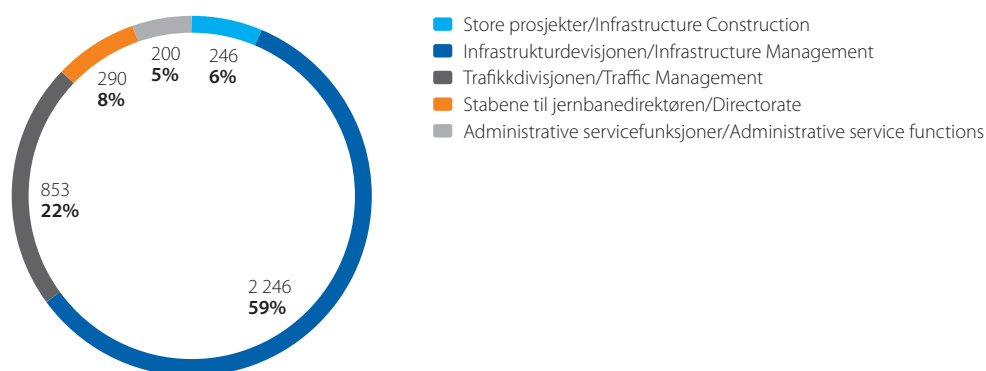 200
5%
246
6%
290
8%
853
22%
2 246
59%
Store prosjekter/Infrastructure Construction
Infrastrukturdevisjonen/Infrastructure Management
Trafikkdivisjonen/Traffic Management
Stabene til jernbanedirektøren/Directorate
Administrative servicefunksjoner/Administrative service functions